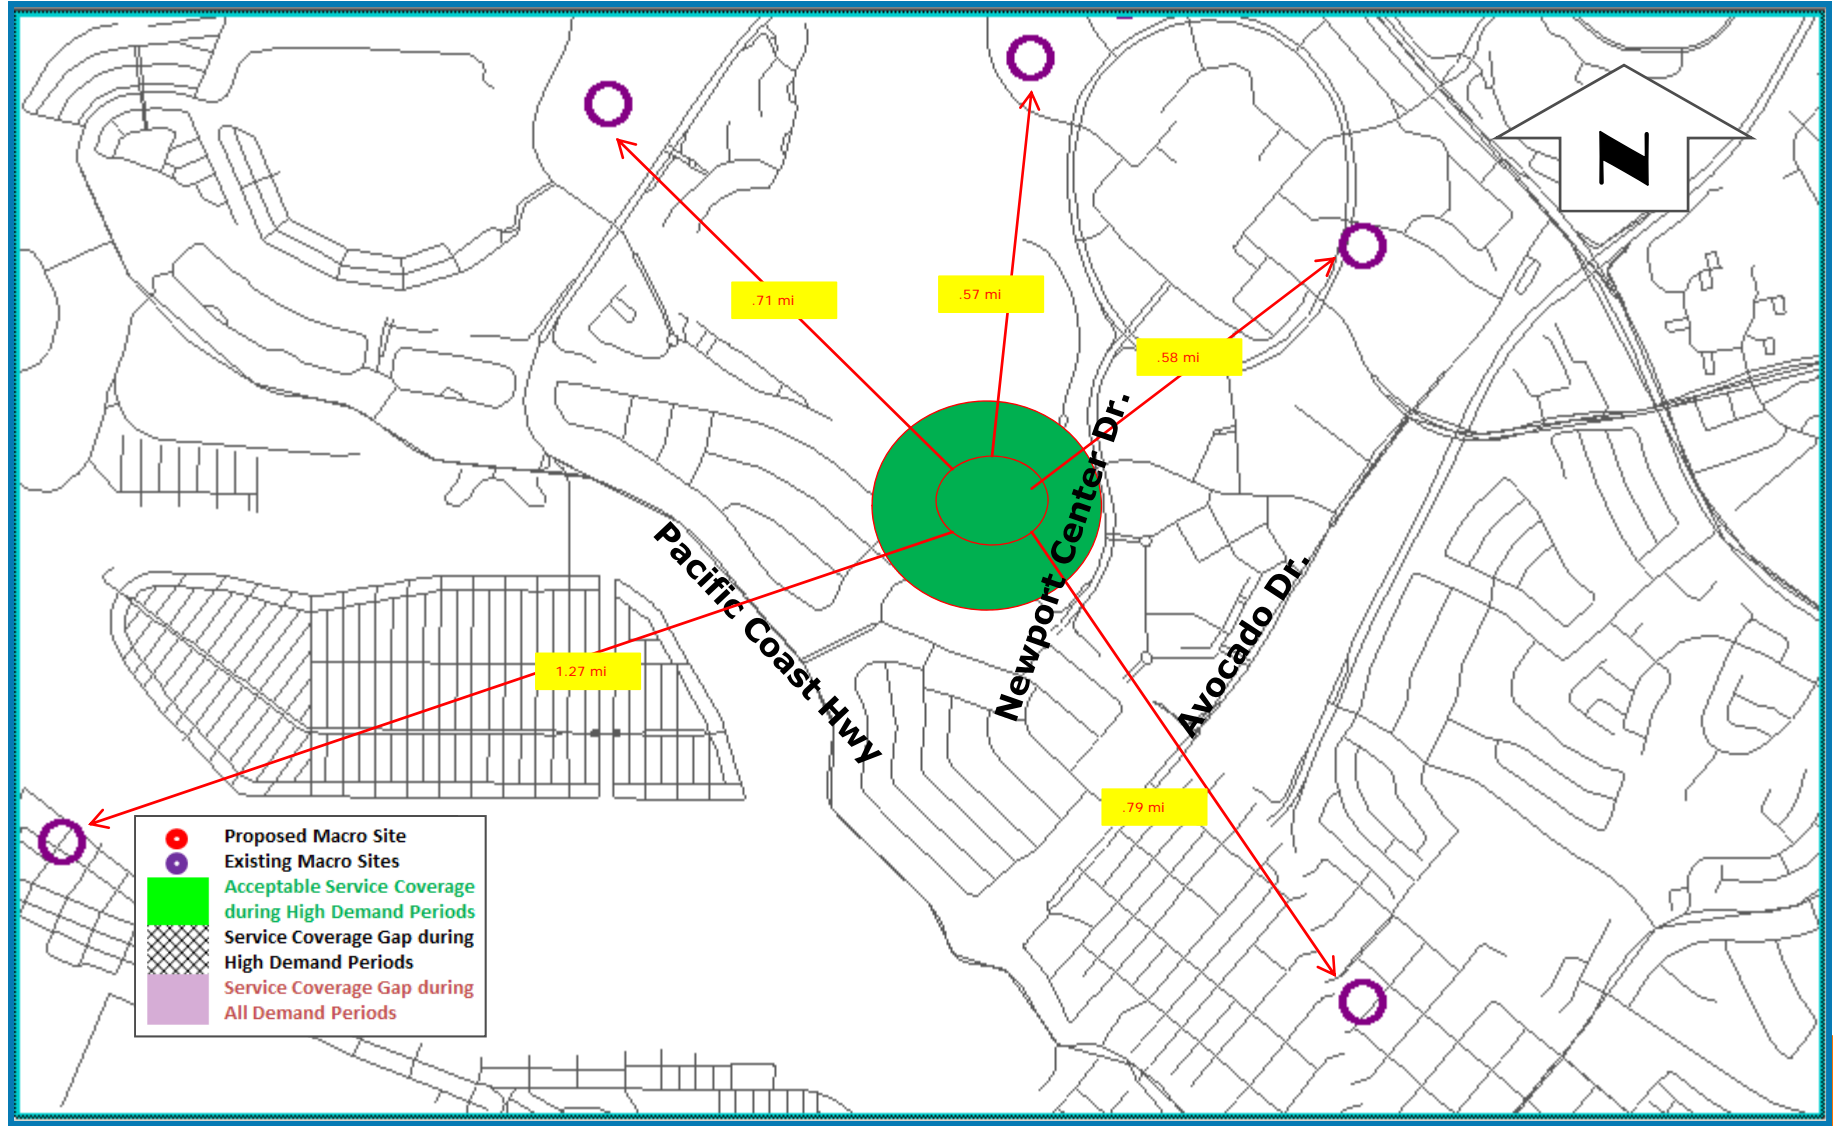 N
.71 mi
.57 mi
.58 mi
Newport Center Dr.
Pacific Coast Hwy
Avocado Dr.
1.27 mi
.79 mi
Proposed Macro Site
Existing Macro Sites
Acceptable Service Coverage
during High Demand Periods
Service Coverage Gap during
High Demand Periods
Service Coverage Gap during
All Demand Periods